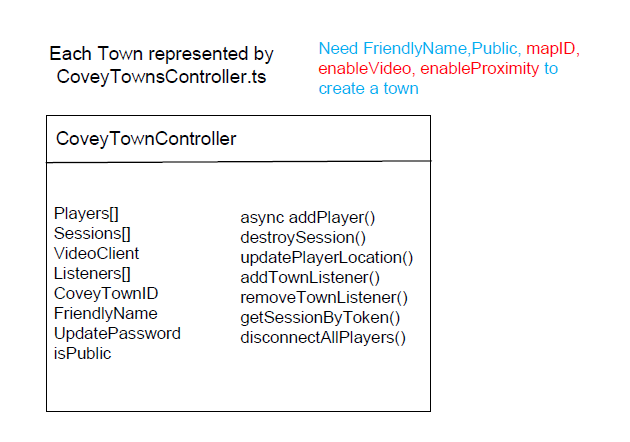 Each Town represented by
CoveyTownsController.ts
Need FriendlyName,Public, mapID,
enableVideo, enableProximity to
create a town
CoveyTownController
Players[]
Sessions[]
VideoClient
Listeners[]
CoveyTownID
FriendlyName
UpdatePassword
isPublic
async addPlayer()
destroySession()
updatePlayerLocation()
addTownListener()
removeTownListener()
getSessionByToken()
disconnectAllPlayers()